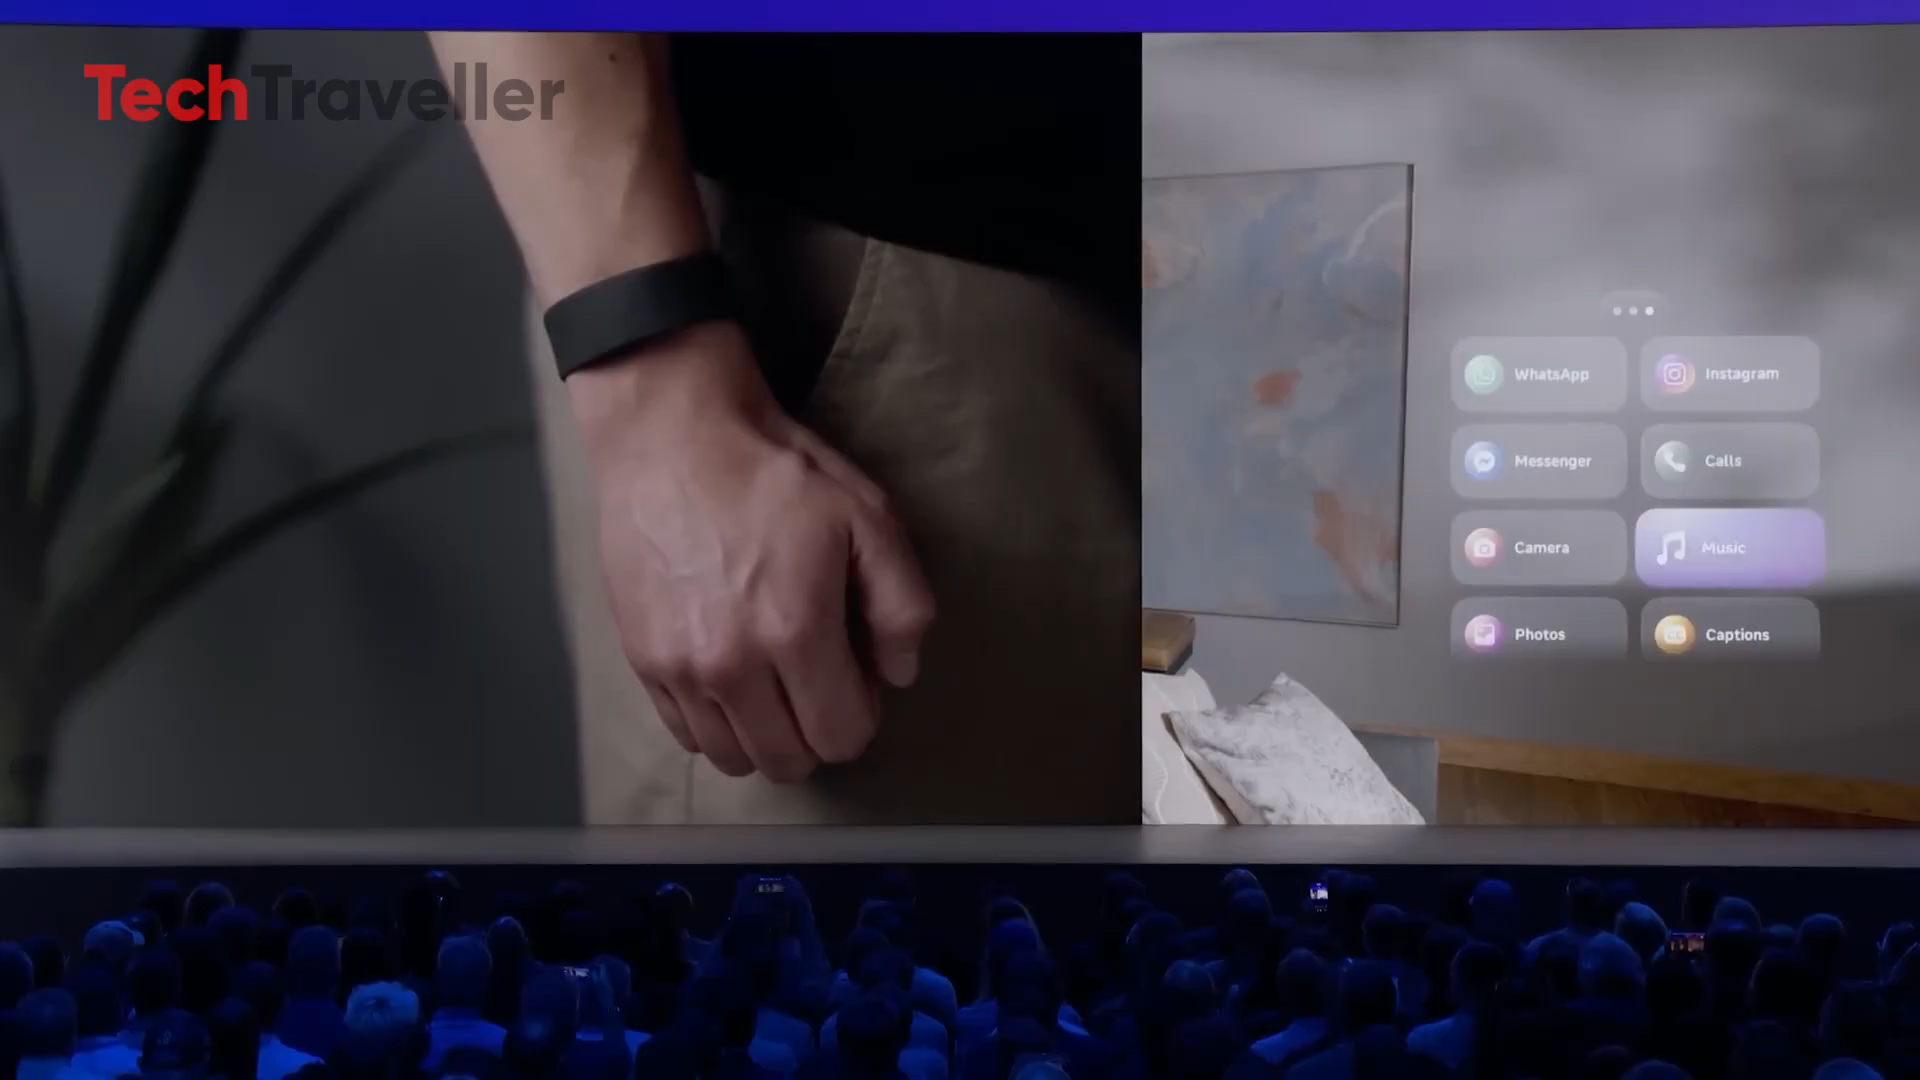 TechTraveller
WhatsApp
Instagram
Messenger
Calls
Camera
Music
Photos
Captions